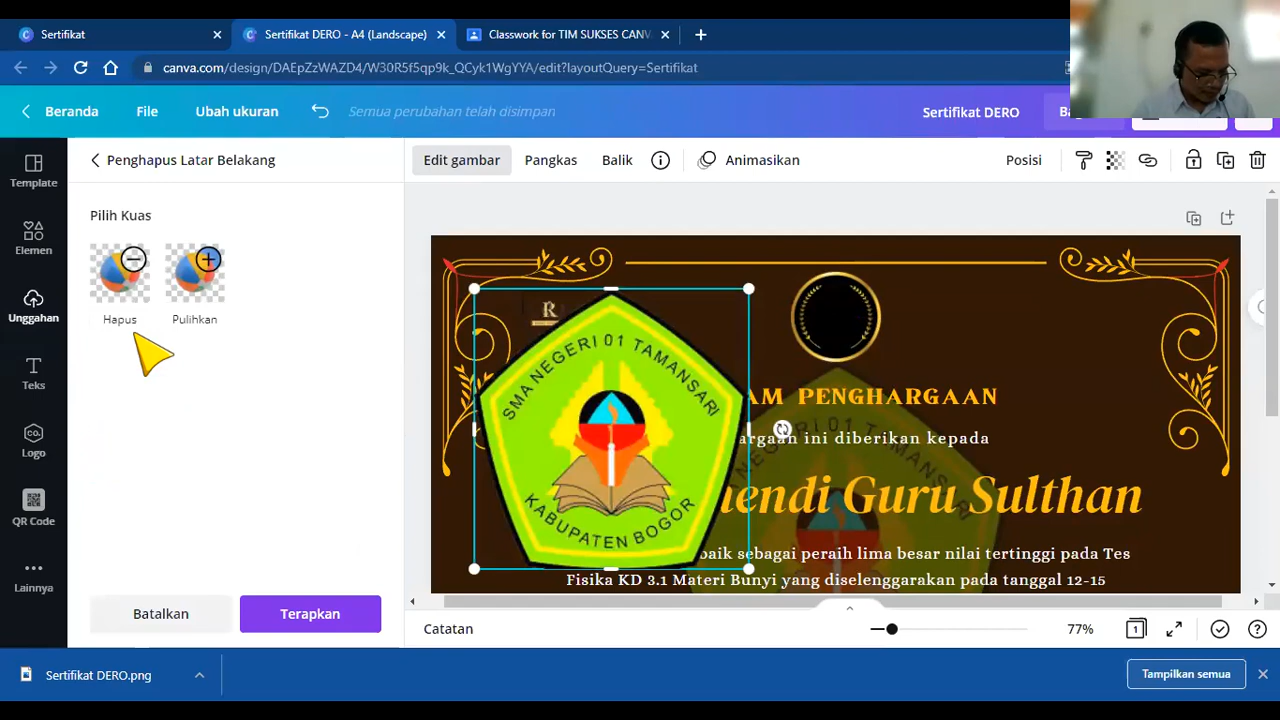 Sertifikat
Sertifikat DERO - A4 (Landscape)
Classwork for TIM SUKSES CANV
canva.com/design/DAEpZzWAZD4/W30R5f5qp9k_QCyk1WgYYA/edit?layoutQuery=Sertifikat
Beranda
File
Ubah ukuran
Semua perubahan telah disimpan
Sertifikat DERO
Template
Elemen
Unggahan
Teks
Logo
QR Code
Lainnya
Penghapus Latar Belakang
Pilih Kuas
Hapus
Pulihkan
Batalkan
Terapkan
Edit gambar
Pangkas
Balik
Animasikan
Posisi
R
SMA NEGERI 01 TAMANSARI
KABUPATEN BOGOR
AM PENGHARGAAN
argaan ini diberikan kepada
endi Guru Sulthan
baik sebagai peraih lima besar nilai tertinggi pada Tes
Fisika KD 3.1 Materi Bunyi yang diselenggarakan pada tanggal 12-15
Catatan
77%
1
Sertifikat DERO.png
Tampilkan semua